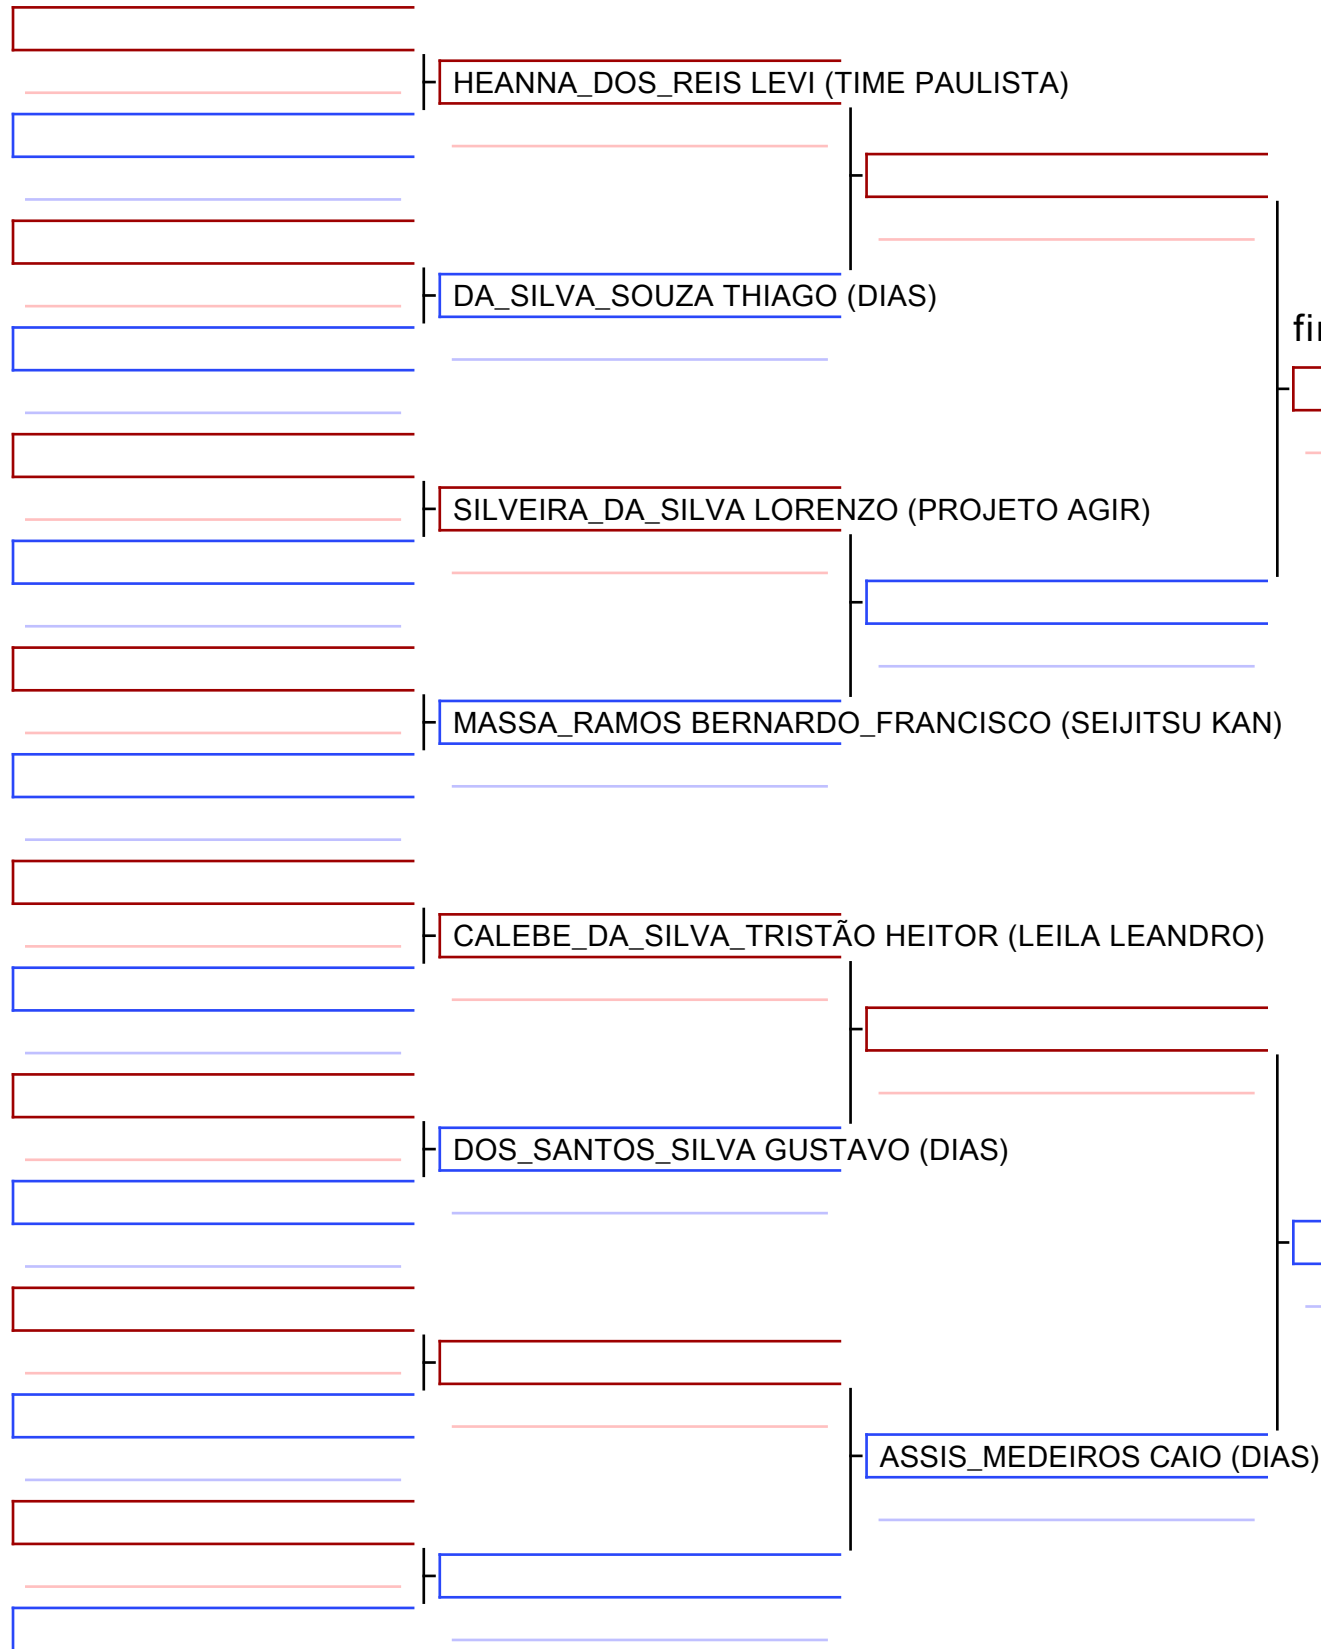 HEANNA_DOS_REIS LEVI (TIME PAULISTA)
DA_SILVA_SOUZA THIAGO (DIAS)
SILVEIRA_DA_SILVA LORENZO (PROJETO AGIR)
MASSA_RAMOS BERNARDO_FRANCISCO (SEIJITSU KAN)
CALEBE_DA_SILVA_TRISTÃO HEITOR (LEILA LEANDRO)
DOS_SANTOS_SILVA GUSTAVO (DIAS)
ASSIS_MEDEIROS CAIO (DIAS)